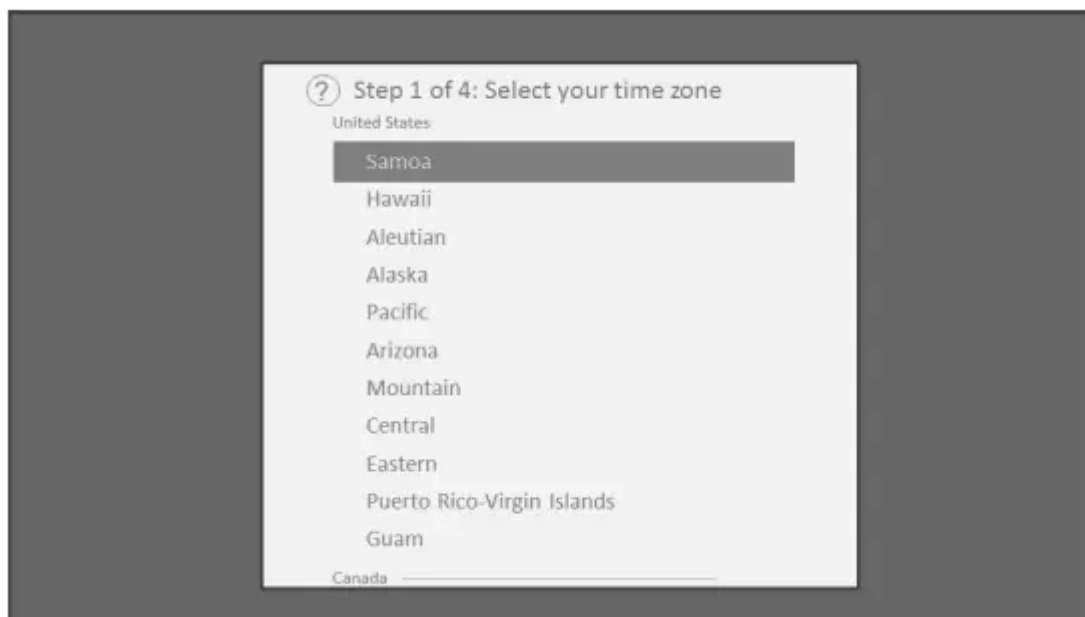 ? Step 1 of 4: Select your time zone
United States
Samoa
Hawaii
Aleutian
Alaska
Pacific
Arizona
Mountain
Central
Eastern
Puerto Rico-Virgin Islands
Guam
Canada